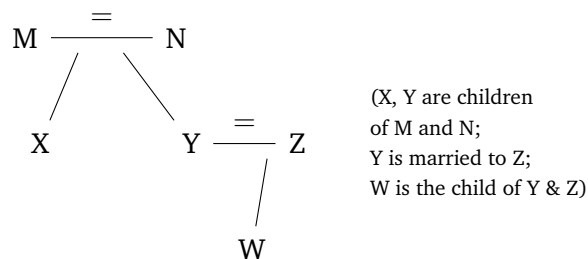 =
M N
=
X Y Z
W
(X, Y are children
of M and N;
Y is married to Z;
W is the child of Y & Z)